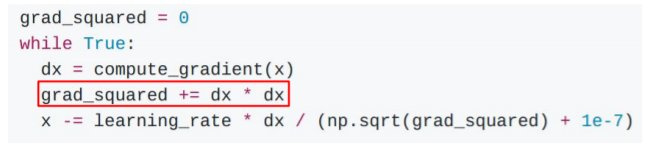 grad_squared = 0
while True:
  dx = compute_gradient(x)
  grad_squared += dx * dx
  x -= learning_rate * dx / (np.sqrt(grad_squared) + 1e-7)